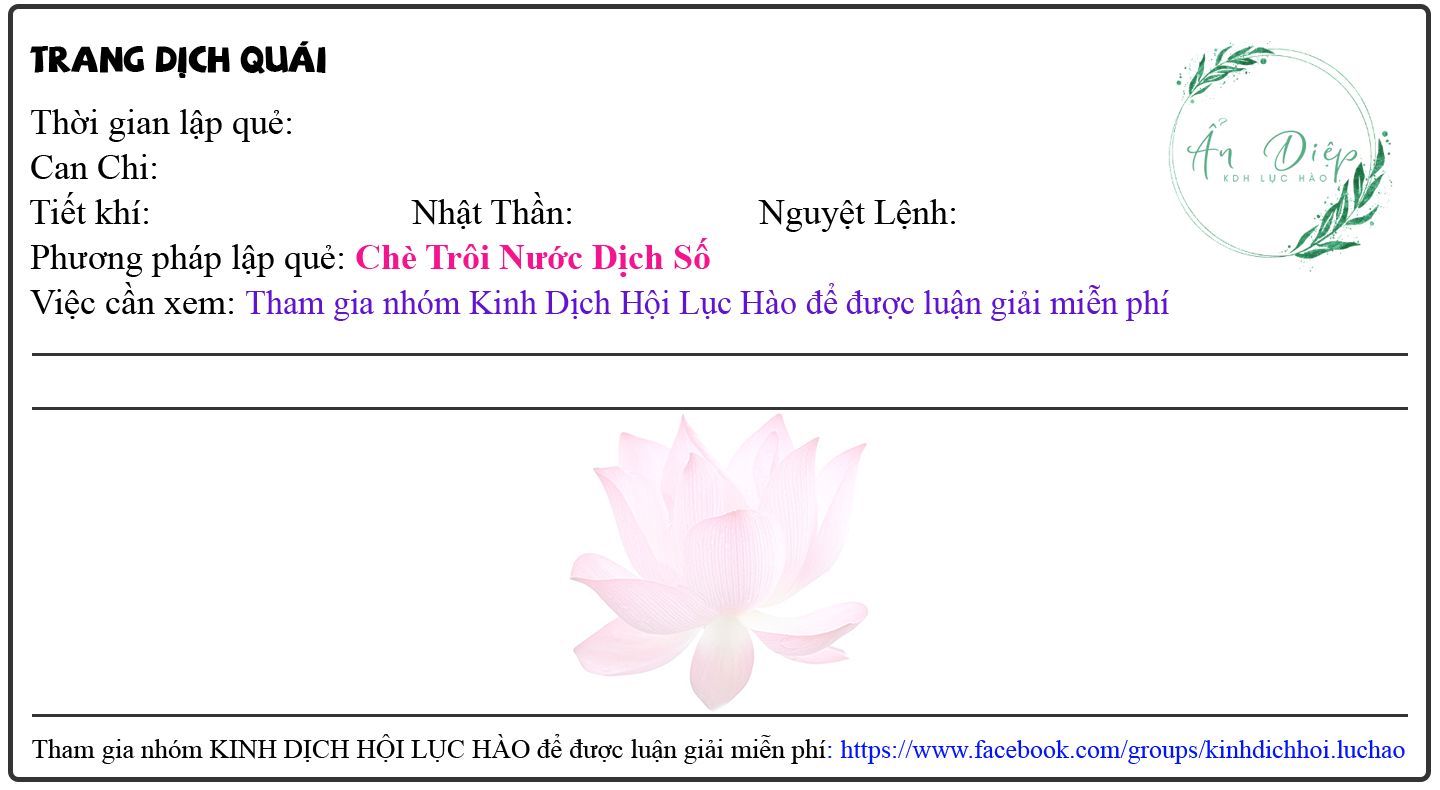 TRANG DỊCH QUÁI
Thời gian lập quẻ:
Can Chi:
Tiết khí: Nhật Thần: Nguyệt Lệnh:
Phương pháp lập quẻ: Chè Trôi Nước Dịch Số
Việc cần xem: Tham gia nhóm Kinh Dịch Hội Lục Hào để được luận giải miễn phí
Ẩn Diệp
KDH LỤC HÀO
Tham gia nhóm KINH DỊCH HỘI LỤC HÀO để được luận giải miễn phí: https://www.facebook.com/groups/kinhdichhoi.luchao